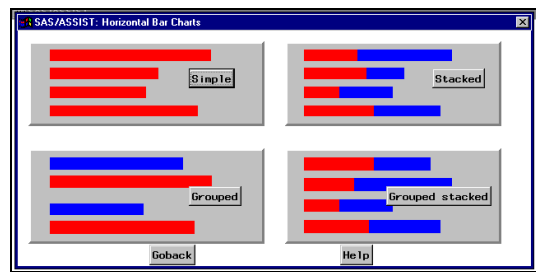 SAS/ASSIST: Horizontal Bar Charts
Simple
Stacked
Grouped
Grouped stacked
Goback
Help